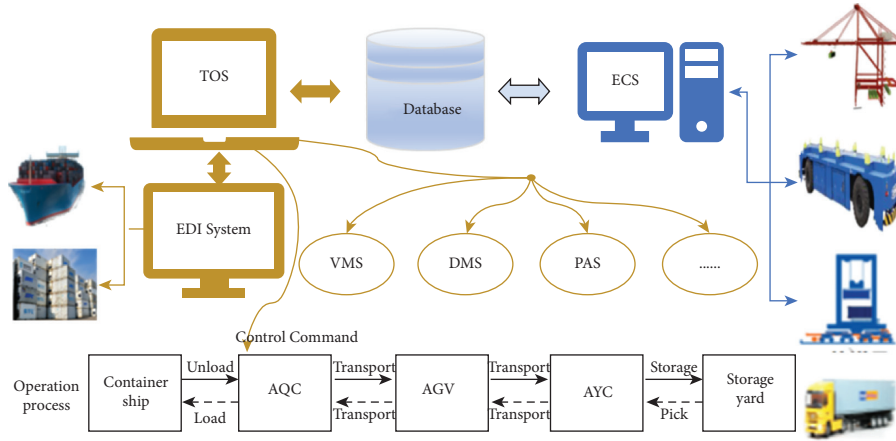 TOS
Database
ECS
EDI System
VMS
DMS
PAS
......
Control Command
Operation
process
Container
ship
Unload
Load
AQC
Transport
Transport
AGV
Transport
Transport
AYC
Storage
Pick
Storage
yard